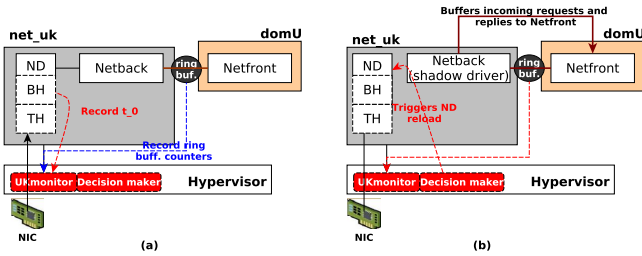 net_uk
domU
ND
BH
TH
Netback
ring
buf.
Netfront
Record t_0
Record ring
buff. counters
UKmonitor
Decision maker
Hypervisor
NIC
(a)
Buffers incoming requests and
replies to Netfront
net_uk
domU
ND
BH
TH
Netback
(shadow driver)
ring
buf.
Netfront
Triggers ND
reload
UKmonitor
Decision maker
Hypervisor
NIC
(b)